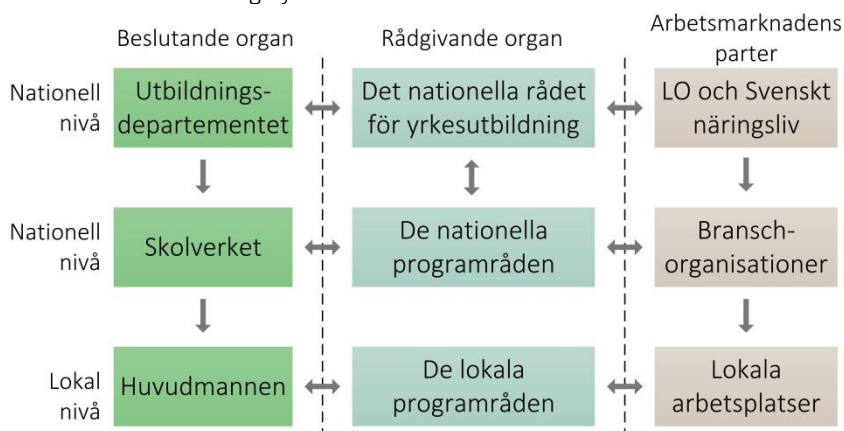 Beslutande organ
Rådgivande organ
Arbetsmarknadens
parter
Nationell
nivå
Utbildnings-
departementet
Det nationella rådet
för yrkesutbildning
LO och Svenskt
näringsliv
Nationell
nivå
Skolverket
De nationella
programråden
Bransch-
organisationer
Lokal
nivå
Huvudmannen
De lokala
programråden
Lokala
arbetsplatser